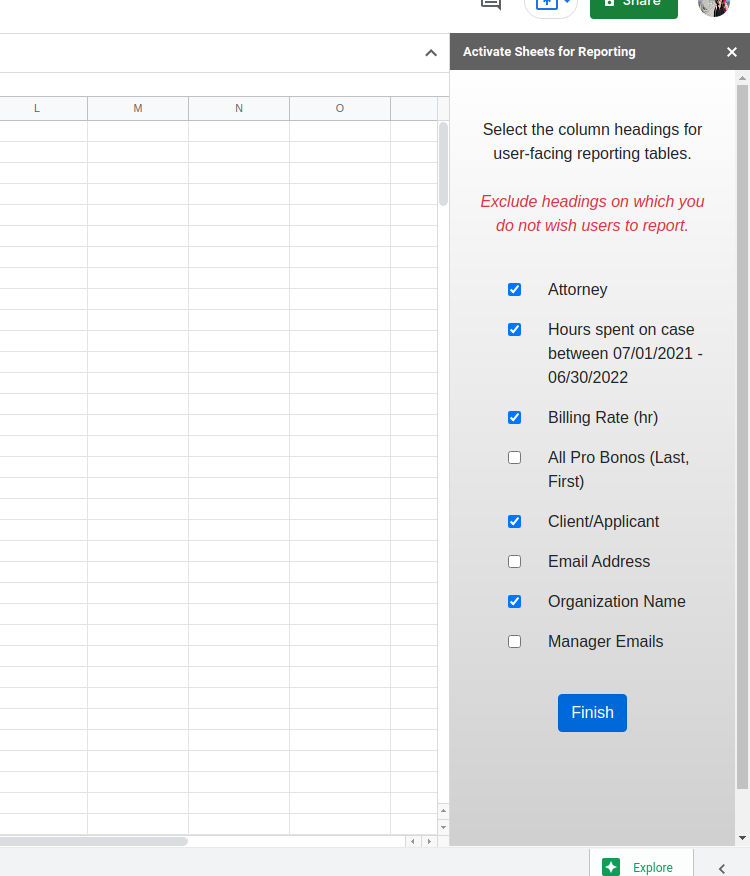 Share
Activate Sheets for Reporting
L M N O
Select the column headings for
user-facing reporting tables.
Exclude headings on which you
do not wish users to report.
Attorney
Hours spent on case
between 07/01/2021 -
06/30/2022
Billing Rate (hr)
All Pro Bonos (Last,
First)
Client/Applicant
Email Address
Organization Name
Manager Emails
Finish
Explore